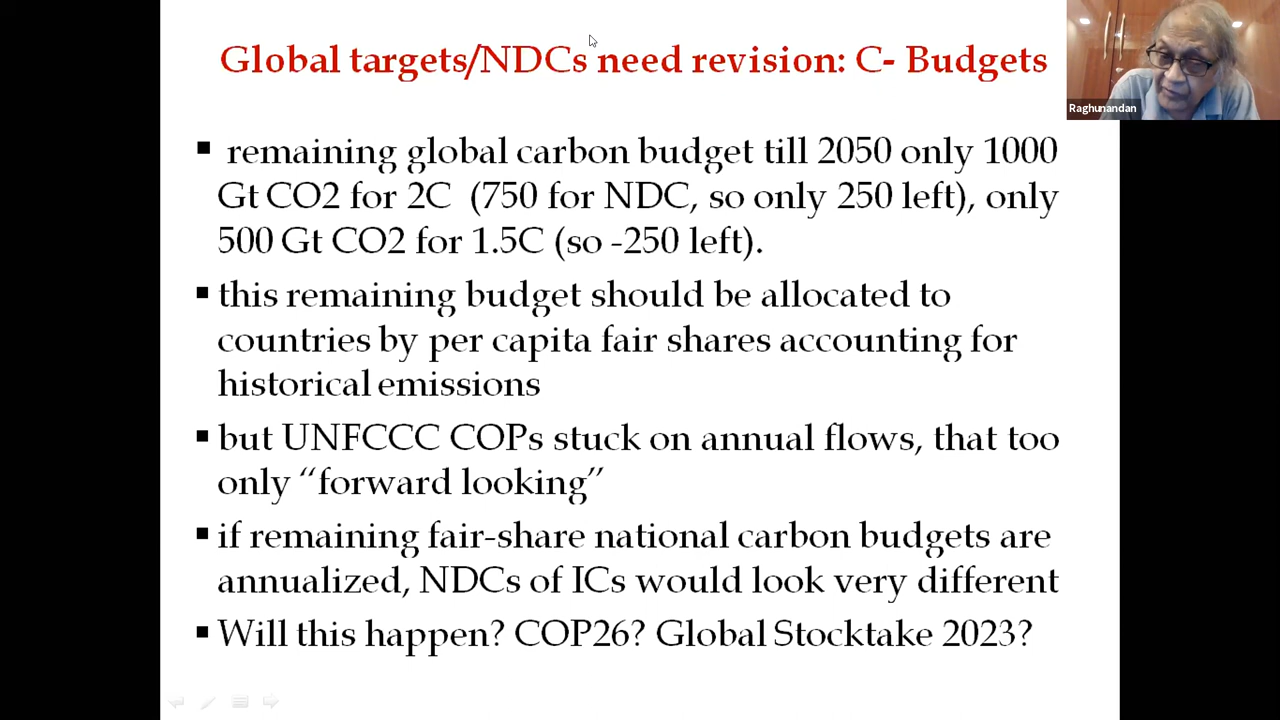 Global targets/NDCs need revision: C- Budgets
Raghunandan
▪ remaining global carbon budget till 2050 only 1000
Gt CO2 for 2C (750 for NDC, so only 250 left), only
500 Gt CO2 for 1.5C (so -250 left).
▪ this remaining budget should be allocated to
countries by per capita fair shares accounting for
historical emissions
▪ but UNFCCC COPs stuck on annual flows, that too
only “forward looking”
▪ if remaining fair-share national carbon budgets are
annualized, NDCs of ICs would look very different
▪ Will this happen? COP26? Global Stocktake 2023?